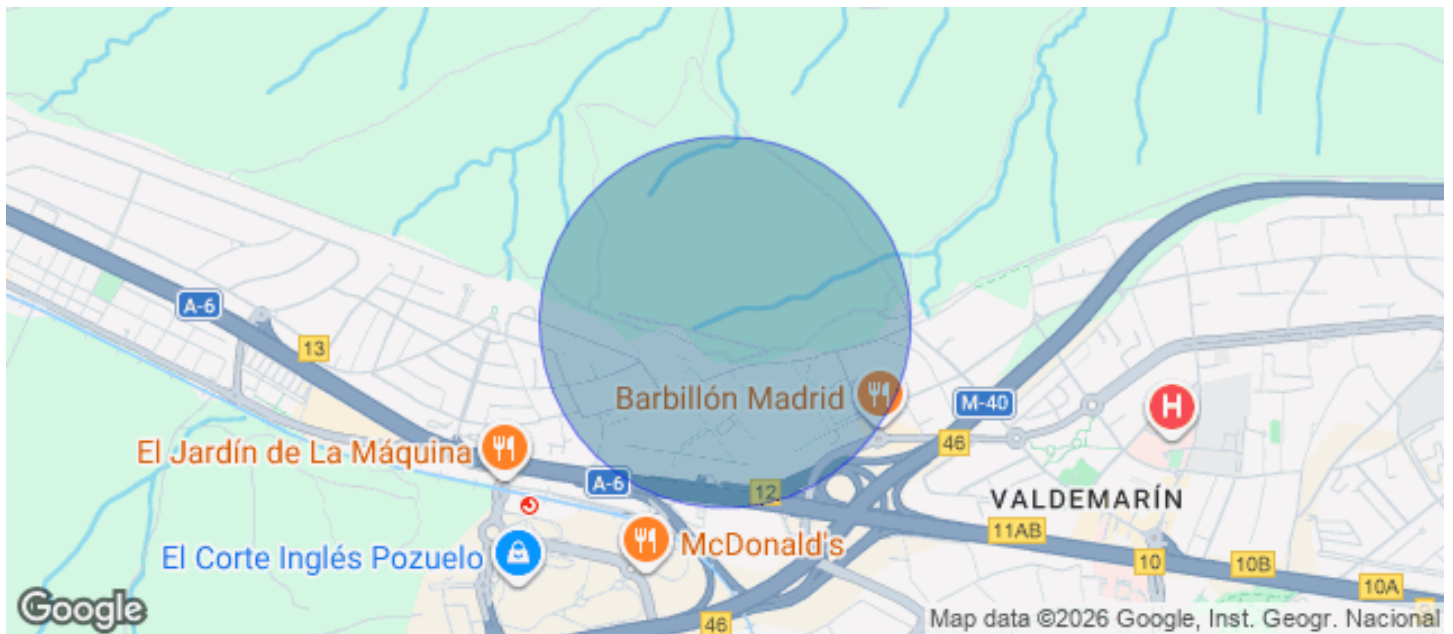 A-6
13
Barbillón Madrid
M-40
H
46
El Jardín de La Máquina
A-6
12
VALDEMARÍN
11AB
McDonald's
El Corte Inglés Pozuelo
10
10B
10A
46
Google
Map data ©2026 Google, Inst. Geogr. Nacional